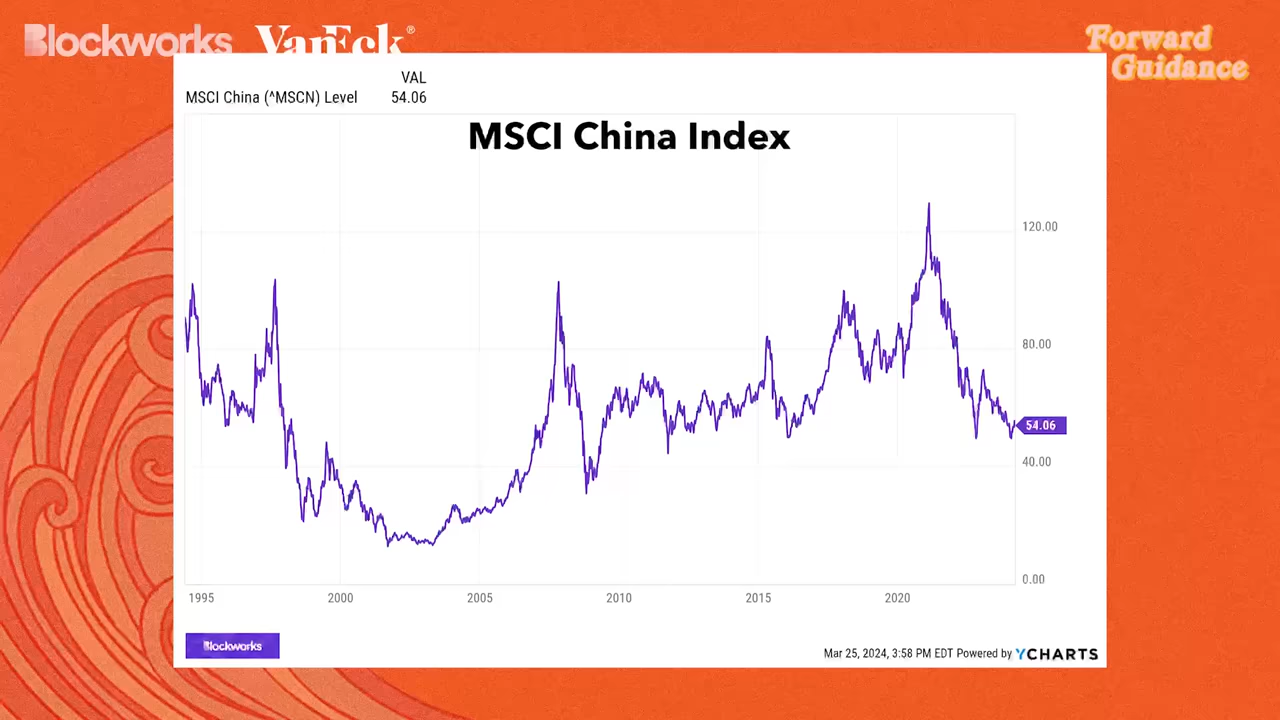 Blockworks VanEck®
Forward
Guidance
VAL
MSCI China (^MSCN) Level 54.06
MSCI China Index
120.00
80.00
54.06
40.00
0.00
1995 2000 2005 2010 2015 2020
Blockworks
Mar 25, 2024, 3:58 PM EDT Powered by YCHARTS